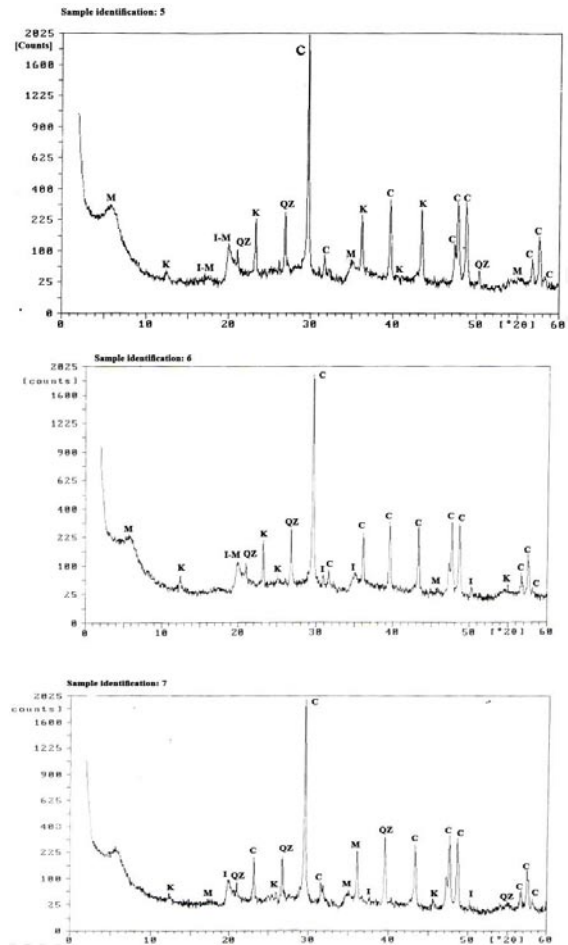 Sample identification: 5
2025
[Counts]
1600
1225
900
625
400
225
100
25
0
C
M
K
I-M
I-M
QZ
K
QZ
C
M
K
C
K
K
C
C
C
QZ
M
C
C
C
0 10 20 30 40 50 [°2θ] 60
Sample identification: 6
2025
[counts]
1600
1225
900
625
400
225
100
25
0
C
M
K
I-M
QZ
K
K
QZ
I
C
I
C
C
C
M
C
C
I
K
C
C
C
0 10 20 30 40 50 [°2θ] 60
Sample identification: 7
2025
counts]
1600
1225
900
625
400
225
100
25
C
K
M
I
QZ
C
K
QZ
C
M
M
I
QZ
C
K
C
C
I
QZ
C
C
C
0 10 20 30 40 50 [°2θ] 60